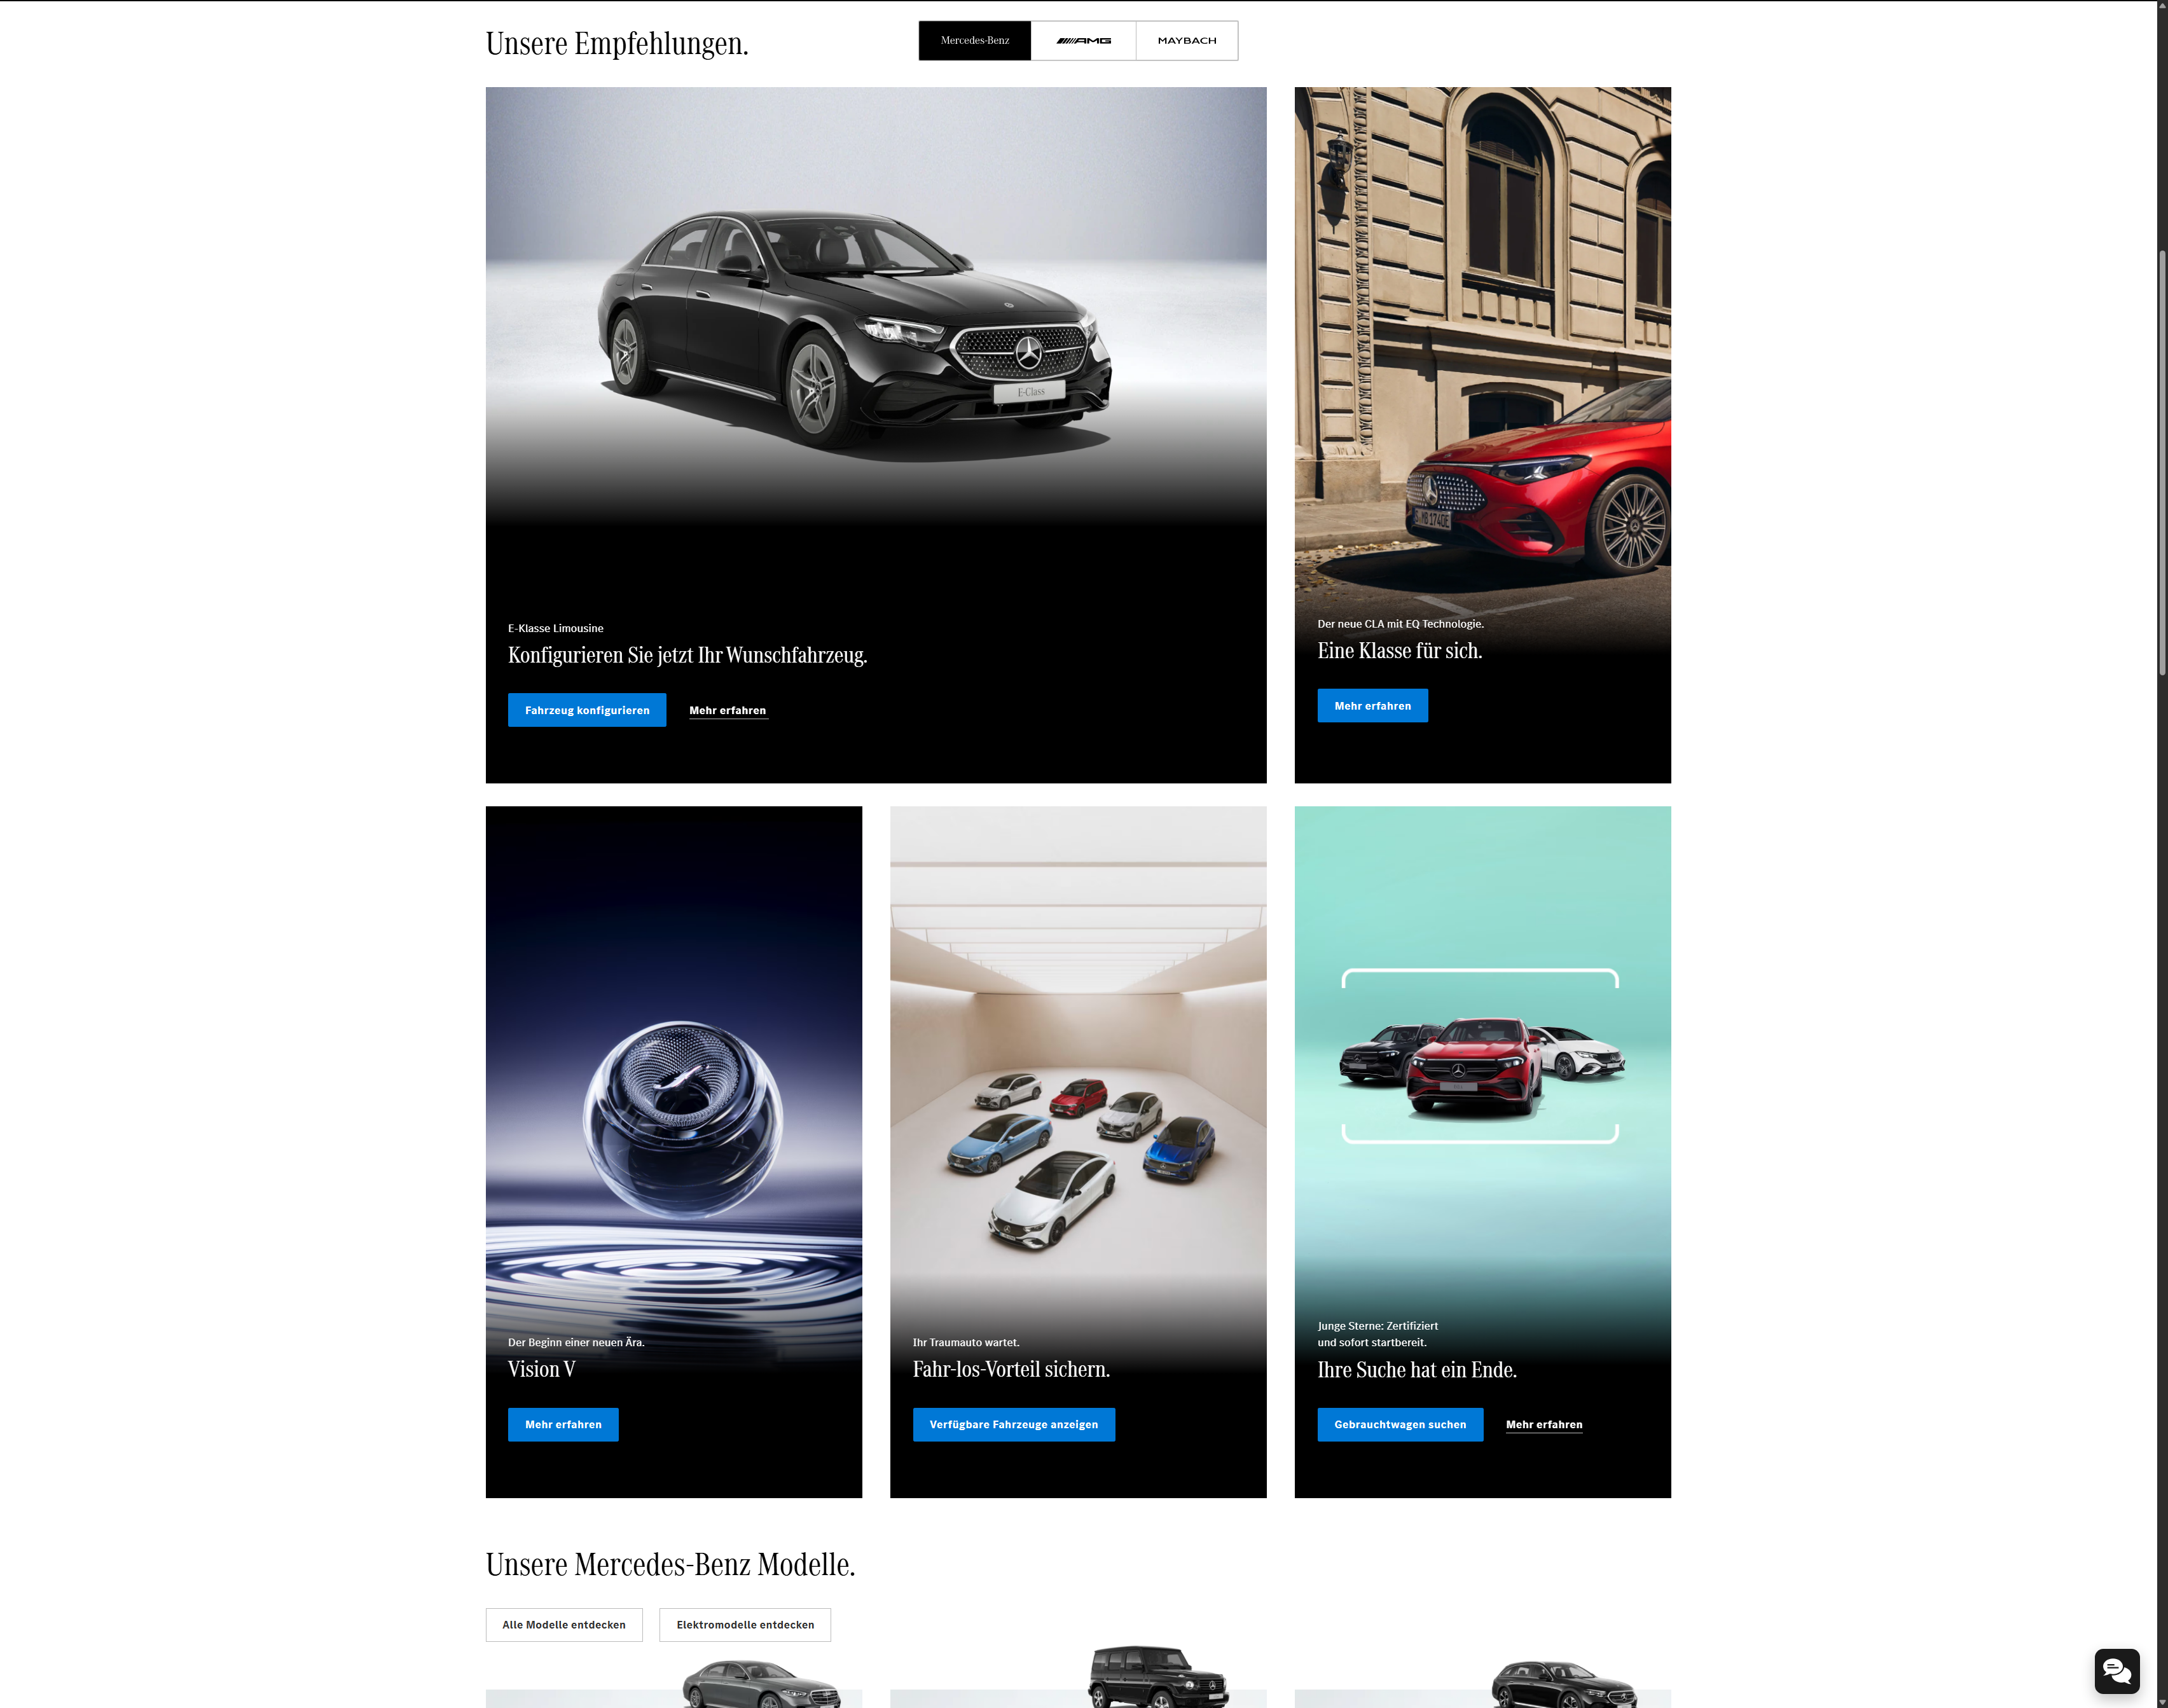 Unsere Empfehlungen.
Mercedes-Benz
AMG
MAYBACH
E-Class
S MB 1740E
E-Klasse Limousine
Konfigurieren Sie jetzt Ihr Wunschfahrzeug.
Fahrzeug konfigurieren
Mehr erfahren
Der neue CLA mit EQ Technologie.
Eine Klasse für sich.
Mehr erfahren
Der Beginn einer neuen Ära.
Vision V
Mehr erfahren
Ihr Traumauto wartet.
Fahr-los-Vorteil sichern.
Verfügbare Fahrzeuge anzeigen
Junge Sterne: Zertifiziert
und sofort startbereit.
Ihre Suche hat ein Ende.
Gebrauchtwagen suchen
Mehr erfahren
Unsere Mercedes-Benz Modelle.
Alle Modelle entdecken
Elektromodelle entdecken